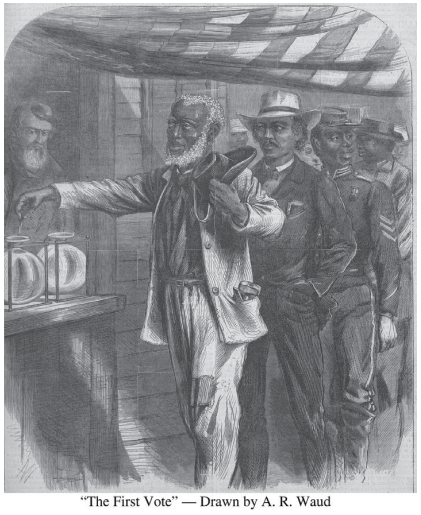 "The First Vote" — Drawn by A. R. Waud